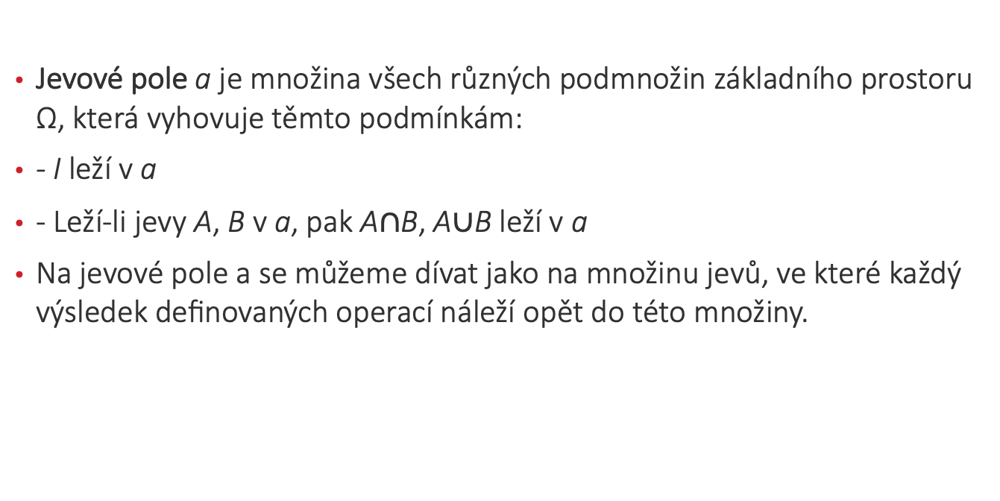 • Jevové pole a je množina všech různých podmnožin základního prostoru
Ω, která vyhovuje těmto podmínkám:
• - I leží v a
• - Leží-li jevy A, B v a, pak A∩B, A∪B leží v a
• Na jevové pole a se můžeme dívat jako na množinu jevů, ve které každý
výsledek definovaných operací náleží opět do této množiny.